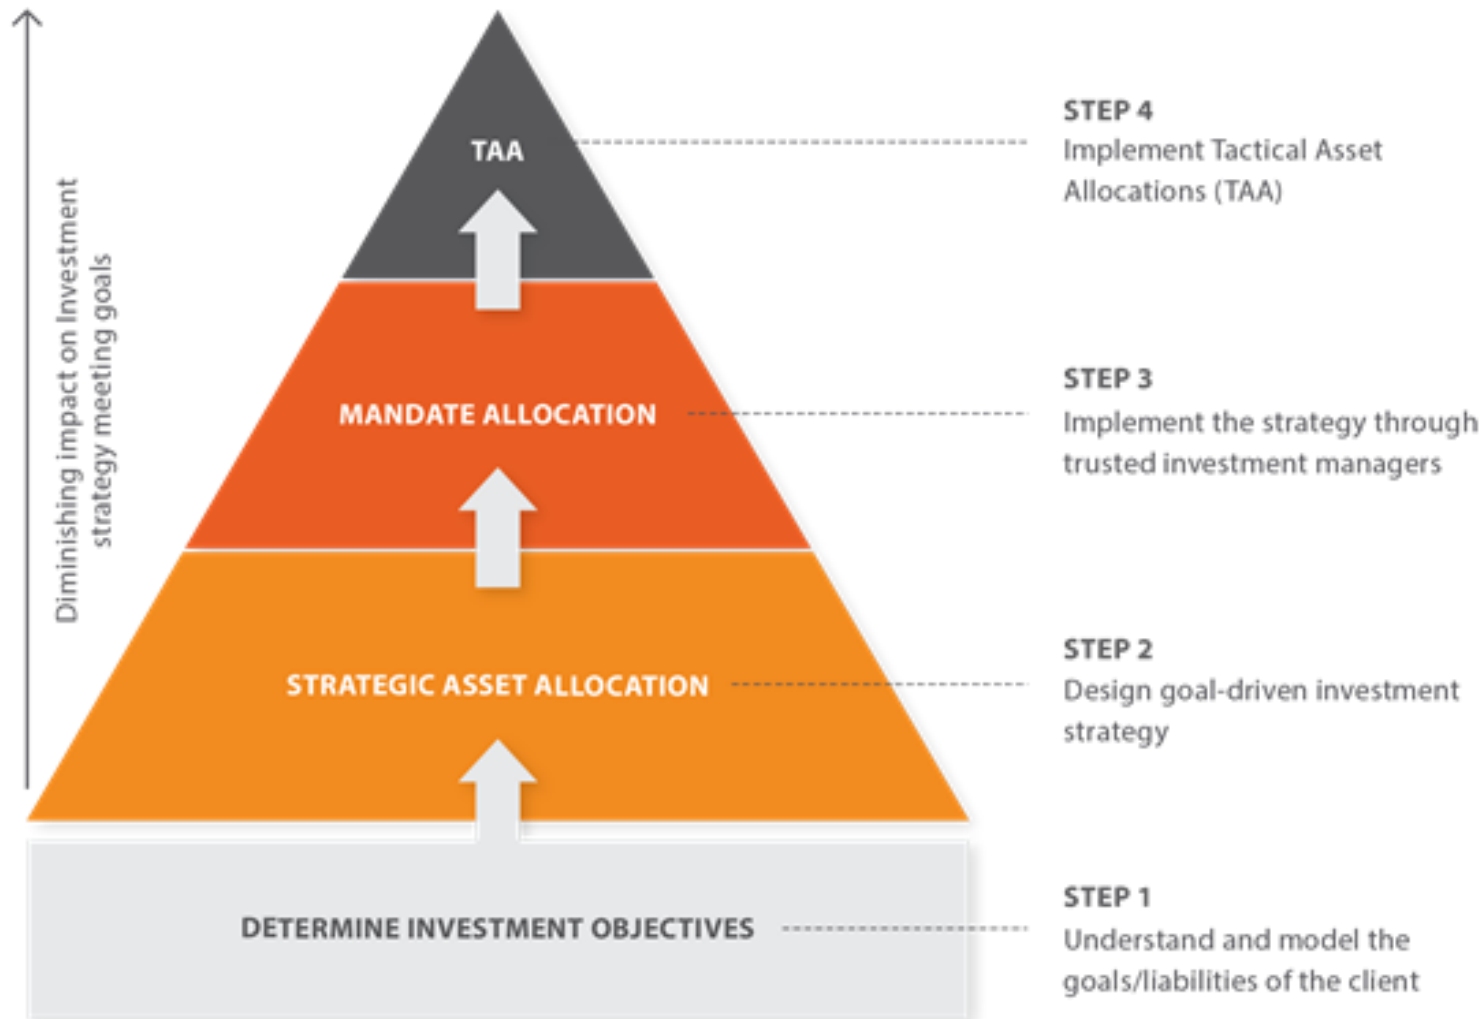 Diminishing impact on Investment
strategy meeting goals
TAA
STEP 4
Implement Tactical Asset
Allocations (TAA)
MANDATE ALLOCATION
STEP 3
Implement the strategy through
trusted investment managers
STRATEGIC ASSET ALLOCATION
STEP 2
Design goal-driven investment
strategy
DETERMINE INVESTMENT OBJECTIVES
STEP 1
Understand and model the
goals/liabilities of the client